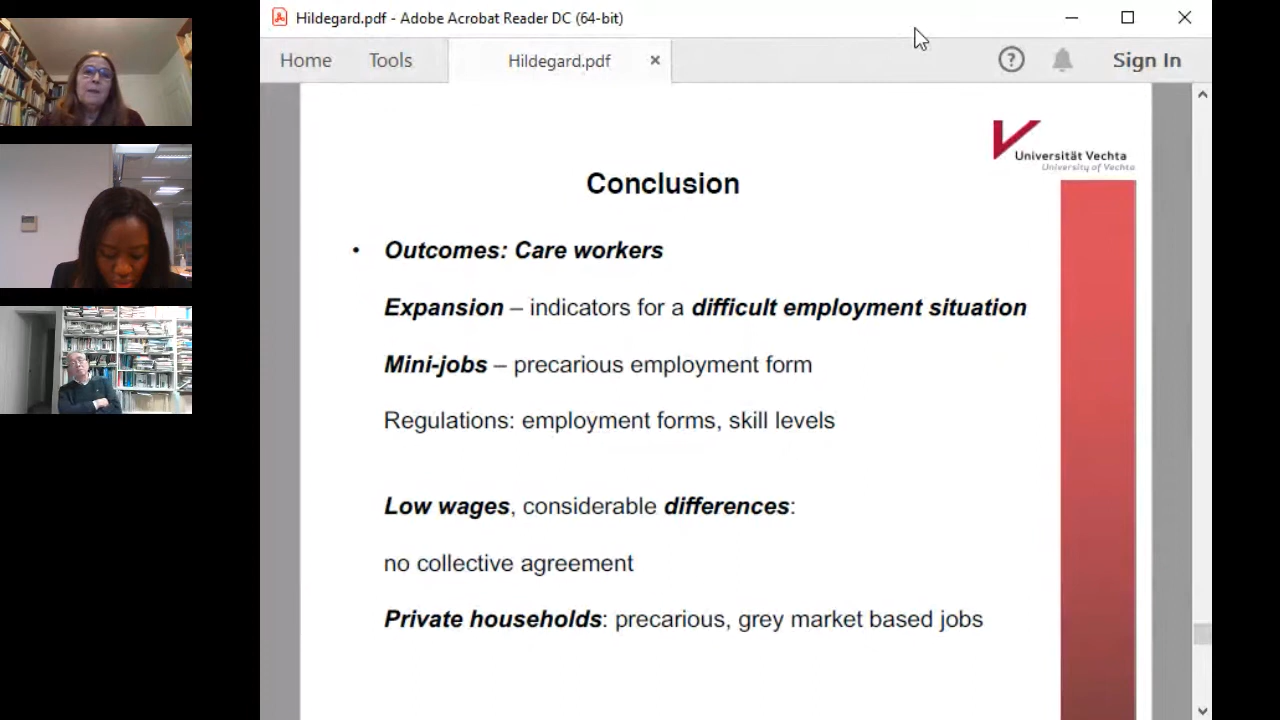 Hildegard.pdf - Adobe Acrobat Reader DC (64-bit)
Home Tools Hildegard.pdf × ? Sign In
Universität Vechta
University of Vechta
Conclusion
• Outcomes: Care workers
Expansion – indicators for a difficult employment situation
Mini-jobs – precarious employment form
Regulations: employment forms, skill levels
Low wages, considerable differences:
no collective agreement
Private households: precarious, grey market based jobs